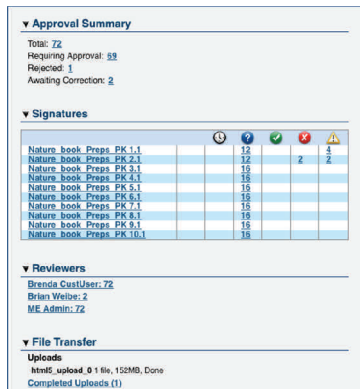 Approval Summary
Total: 72
Requiring Approval: 69
Rejected: 1
Awaiting Correction: 2
Signatures
Nature_book_Preps_PK 1.1 12 4
Nature_book_Preps_PK 2.1 12 2 2
Nature_book_Preps_PK 3.1 16
Nature_book_Preps_PK 4.1 16
Nature_book_Preps_PK 5.1 16
Nature_book_Preps_PK 6.1 16
Nature_book_Preps_PK 7.1 16
Nature_book_Preps_PK 8.1 16
Nature_book_Preps_PK 9.1 16
Nature_book_Preps_PK 10.1 16
Reviewers
Brenda CustUser: 72
Brian Weibe: 2
ME Admin: 72
File Transfer
Uploads
html5_upload_0 1 file, 152MB, Done
Completed Uploads (1)